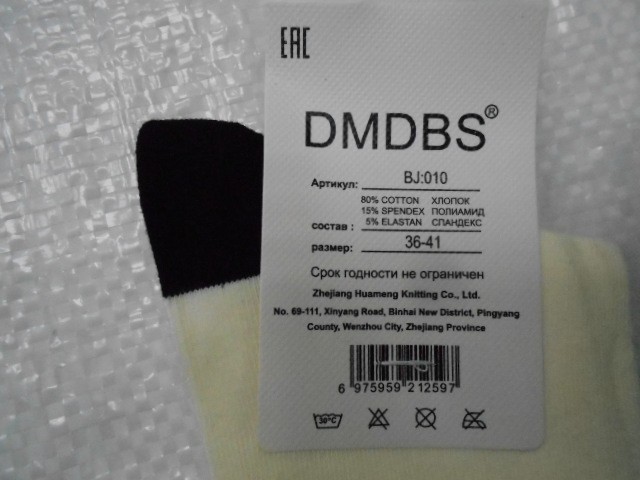 EAC
DMDBS®
Артикул: BJ:010
80% COTTON ХЛОПОК
15% SPENDEX ПОЛИАМИД
состав : 5% ELASTAN СПАНДЕКС
размер: 36-41
Срок годности не ограничен
Zhejiang Huameng Knitting Co., Ltd.
No. 69-111, Xinyang Road, Binhai New District, Pingyang
County, Wenzhou City, Zhejiang Province
6 975959 212597
30°C